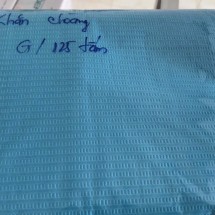 Khăn choàng
G / 125 tấm